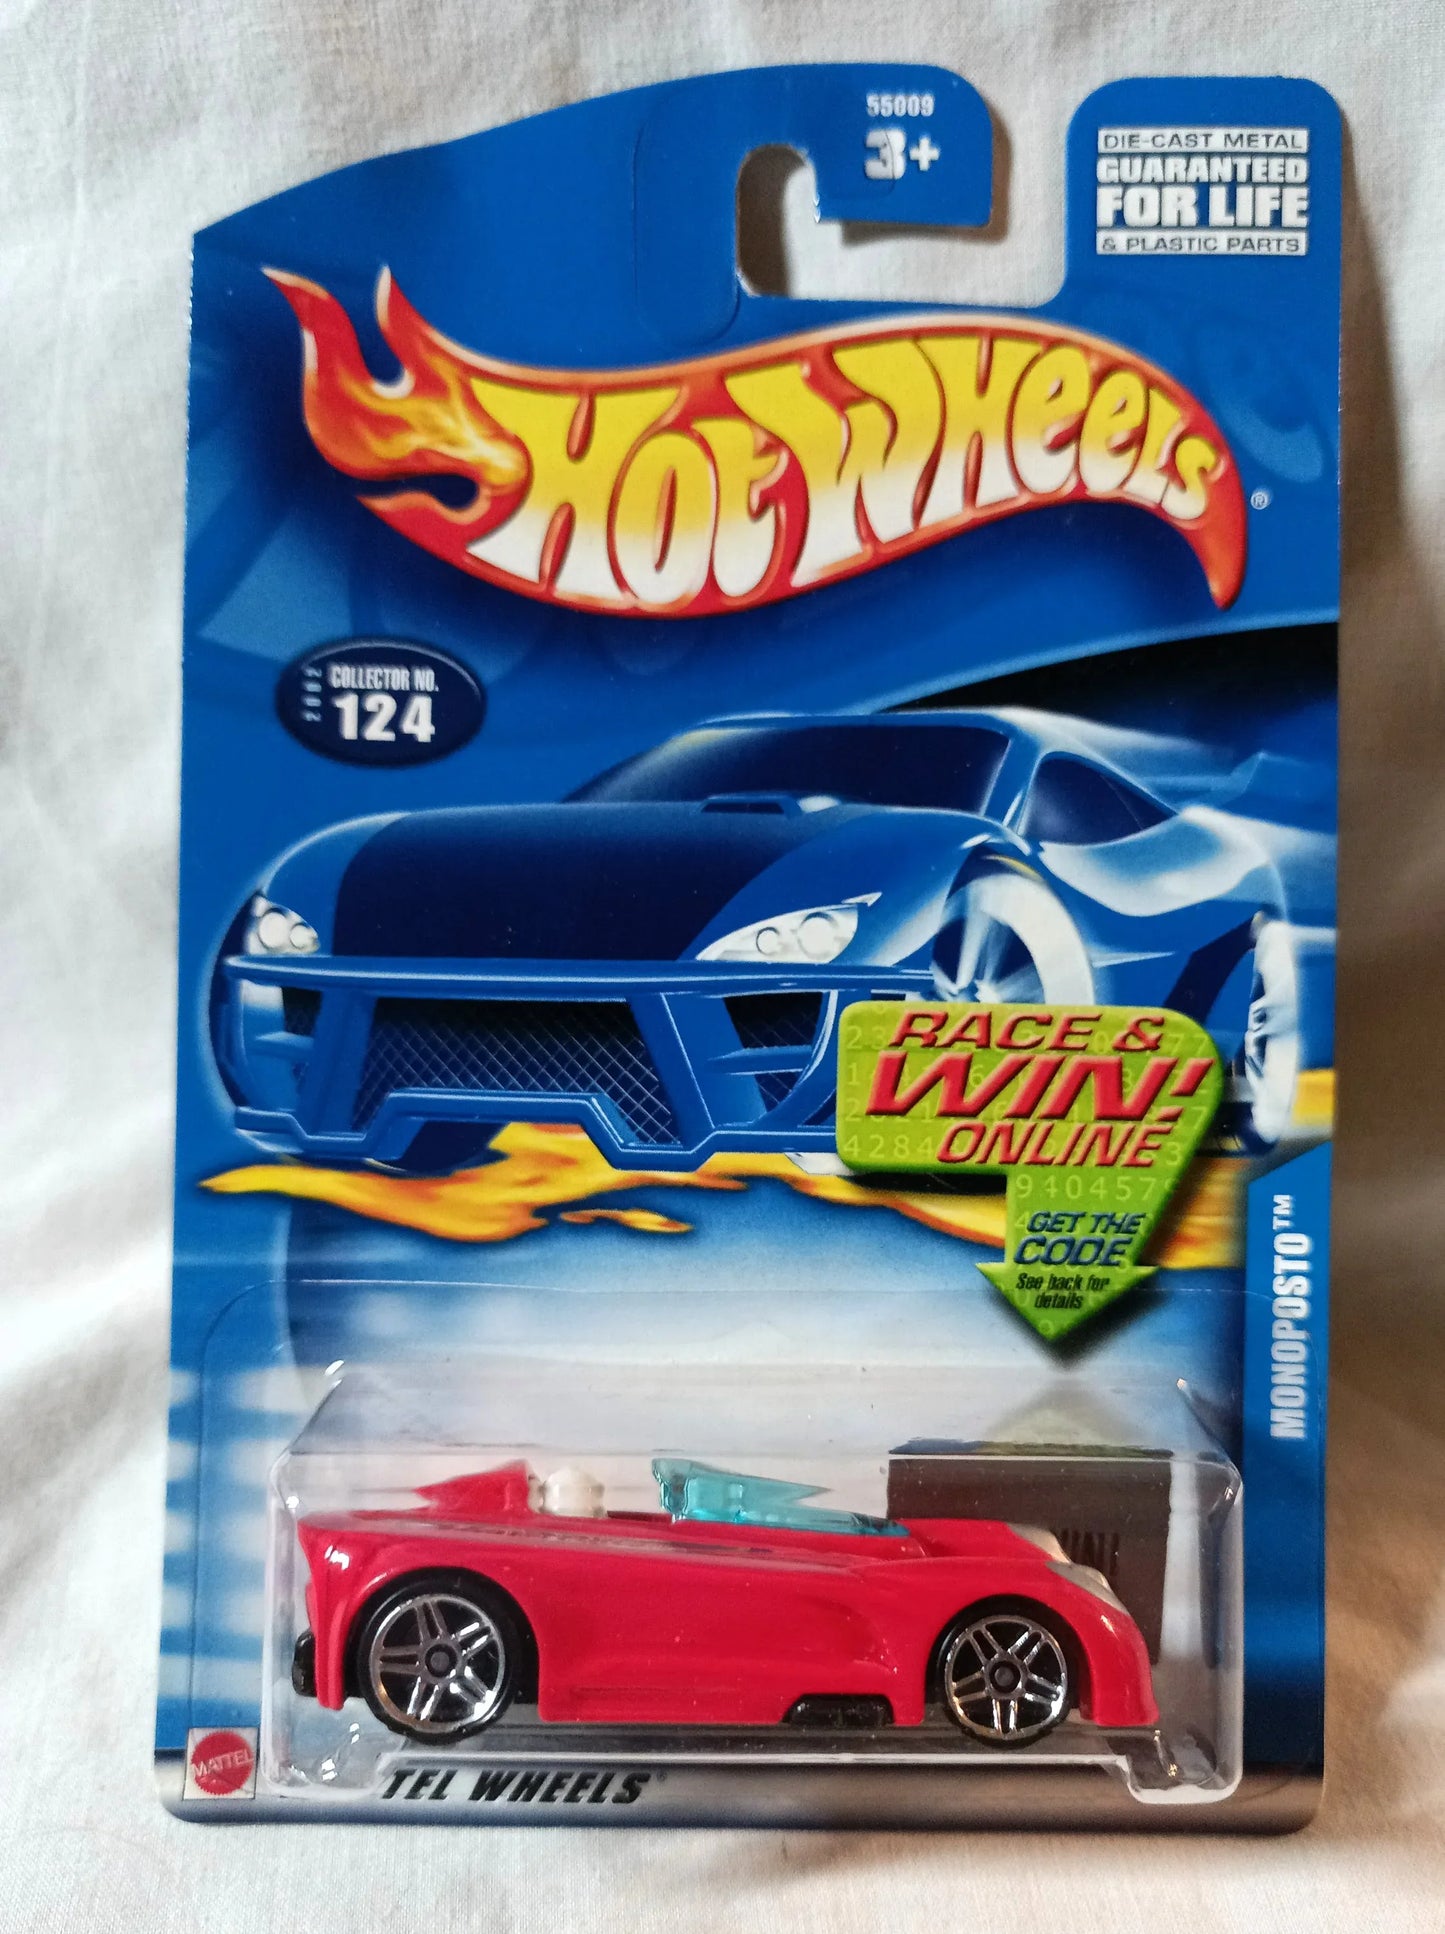 55009
3+
DIE-CAST METAL
GUARANTEED
FOR LIFE
& PLASTIC PARTS
HOT WHEELS®
2002
COLLECTOR NO.
124
RACE &
WIN!
ONLINE
9404579
GET THE
CODE
See back for
details
MONOPOSTO™
MATTEL
TEL WHEELS